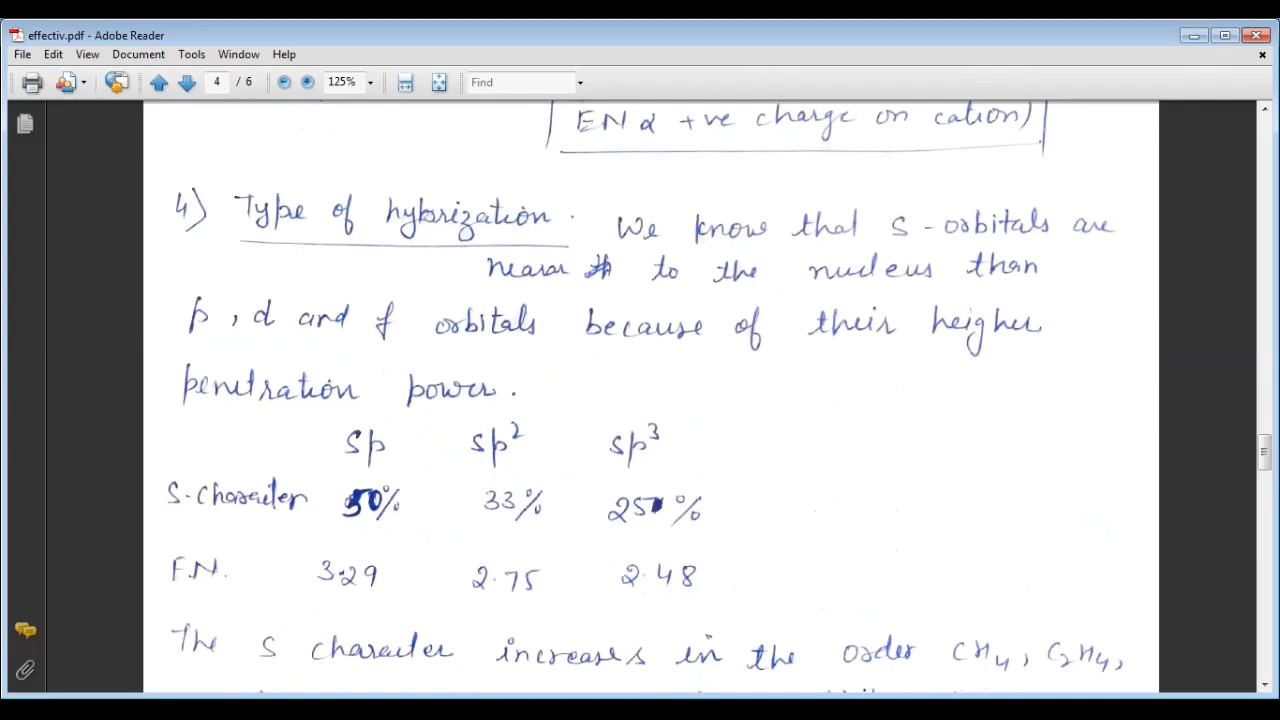 effectiv.pdf - Adobe Reader
File Edit View Document Tools Window Help
4 / 6 125% Find
EN α +ve charge on cation)
4) Type of hybrization. We know that S-orbitals are
nearar to the nucleus than
p, d and f orbitals because of their heigher
penetration power.
sp sp² sp³
S-Character 50% 33% 25%
E.N. 3.29 2.75 2.48
The S character increases in the order CH₄, C₂H₄,